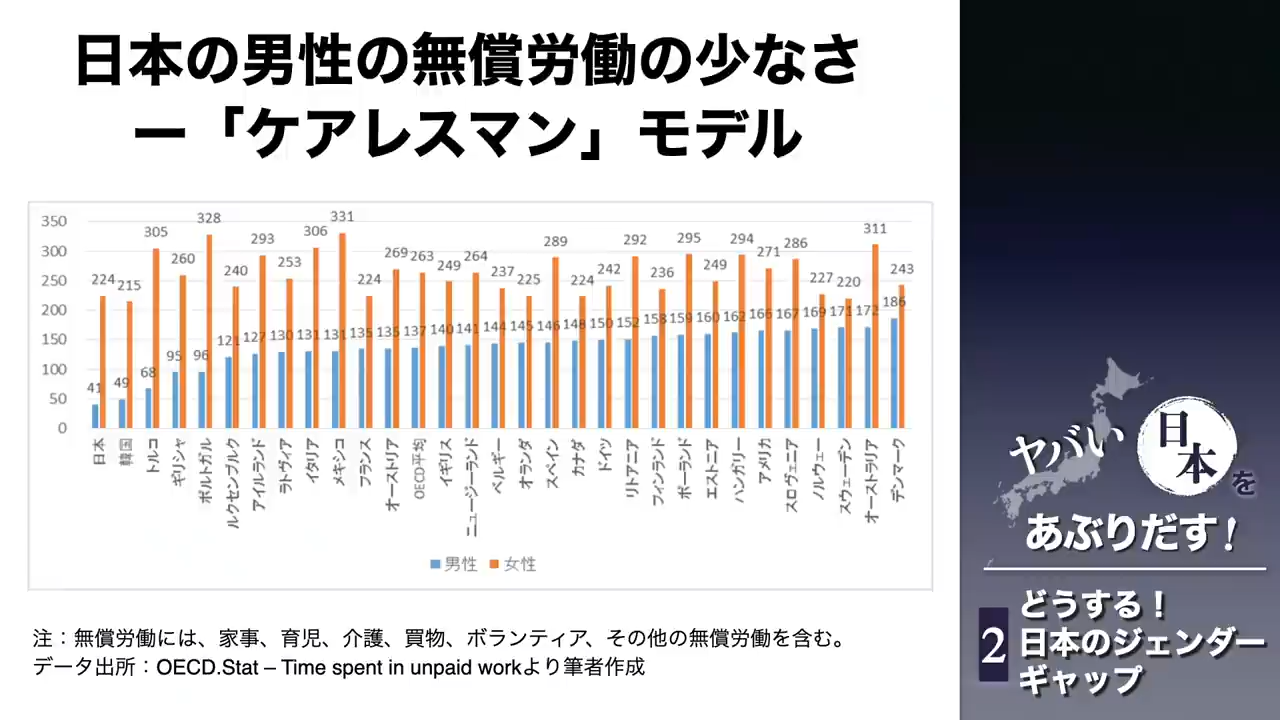 日本の男性の無償労働の少なさ
ー「ケアレスマン」モデル
350
300
250
200
150
100
50
0
224 215 305 260 328 240 293 253 306 331 224 269 263 249 264 237 225 289 224 242 292 236 295 249 294 271 286 227 220 311 243
41 49 68 95 96 121 127 130 131 131 135 135 137 140 141 144 145 146 148 150 152 158 159 160 162 166 167 169 171 172 186
日本
韓国
トルコ
ギリシャ
ポルトガル
ルクセンブルク
アイルランド
ラトヴィア
イタリア
メキシコ
フランス
オーストリア
OECD平均
イギリス
ニュージーランド
ベルギー
オランダ
スペイン
カナダ
ドイツ
リトアニア
フィンランド
ポーランド
エストニア
ハンガリー
アメリカ
スロヴェニア
ノルウェー
スウェーデン
オーストラリア
デンマーク
男性 女性
注：無償労働には、家事、育児、介護、買物、ボランティア、その他の無償労働を含む。
データ出所：OECD.Stat – Time spent in unpaid workより筆者作成
ヤバい日本を
あぶりだす！
2
どうする！
日本のジェンダー
ギャップ